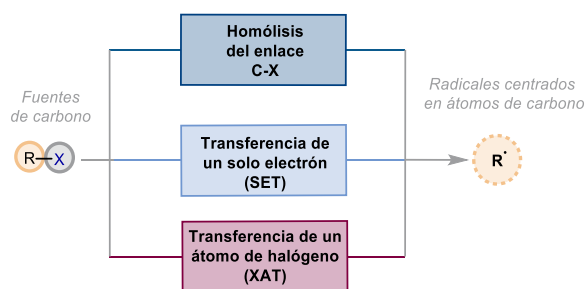 Homólisis
del enlace
C-X
Fuentes
de carbono
R
X
Transferencia de
un solo electrón
(SET)
Transferencia de un
átomo de halógeno
(XAT)
Radicales centrados
en átomos de carbono
R•